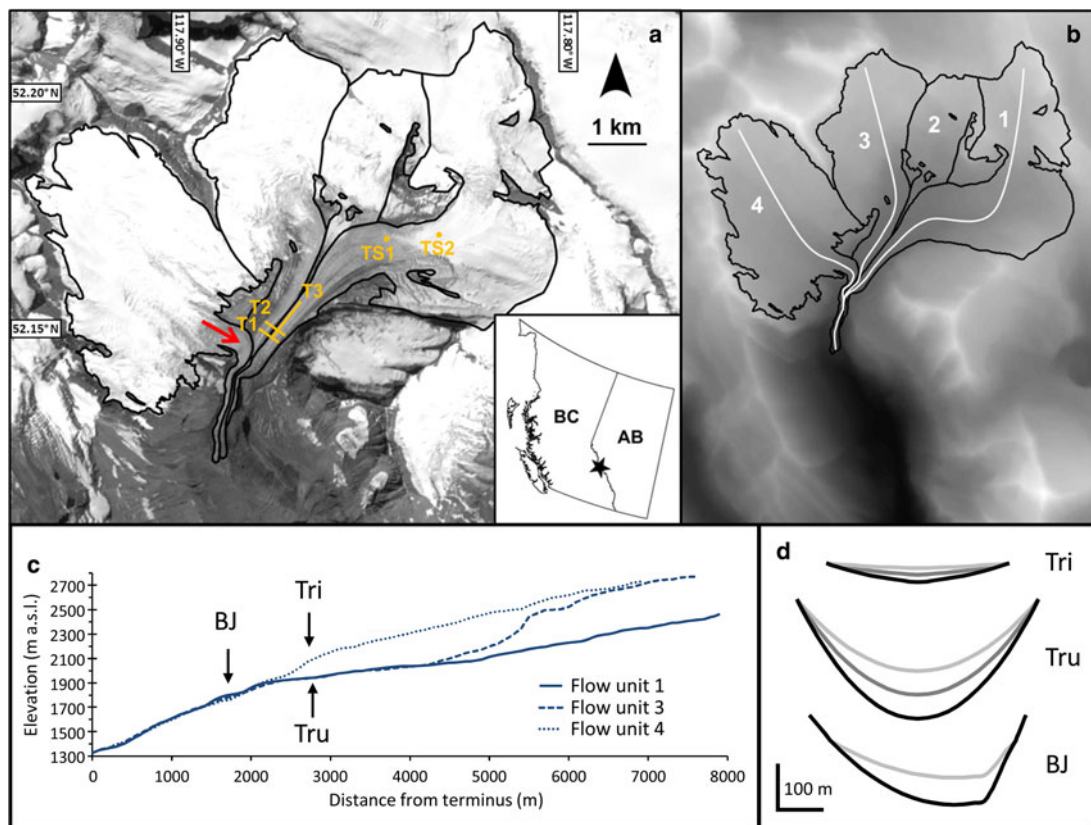 a
117.90° W
117.80° W
52.20° N
1 km
TS1
TS2
T3
T2
T1
52.15° N
BC
AB
b
1
2
3
4
c
Elevation (m a.s.l.)
2700
2500
2300
2100
1900
1700
1500
1300
BJ
Tri
Tru
Flow unit 1
Flow unit 3
Flow unit 4
0 1000 2000 3000 4000 5000 6000 7000 8000
Distance from terminus (m)
d
Tri
Tru
BJ
100 m